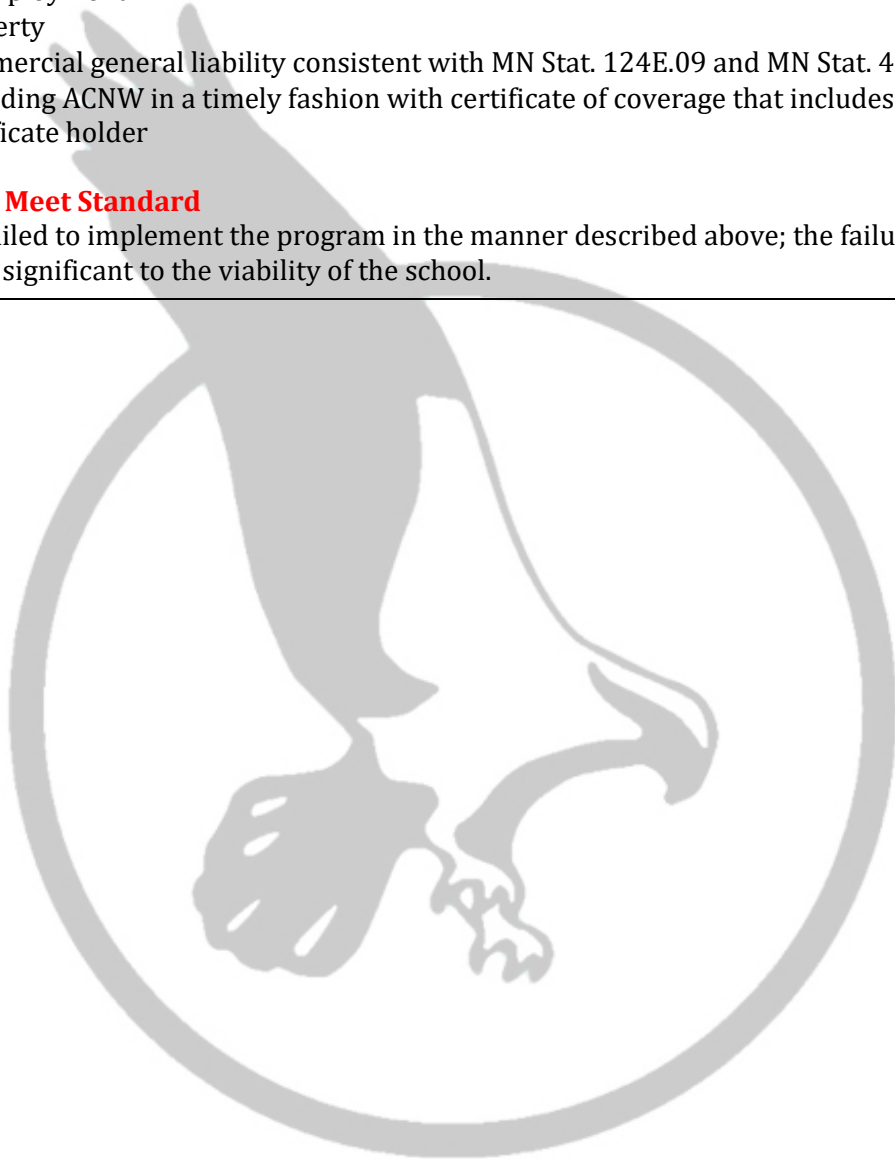 erty
mercial general liability consistent with MN Stat. 124E.09 and MN Stat. 4
ding ACNW in a timely fashion with certificate of coverage that includes
ficate holder
Meet Standard
iled to implement the program in the manner described above; the failu
significant to the viability of the school.